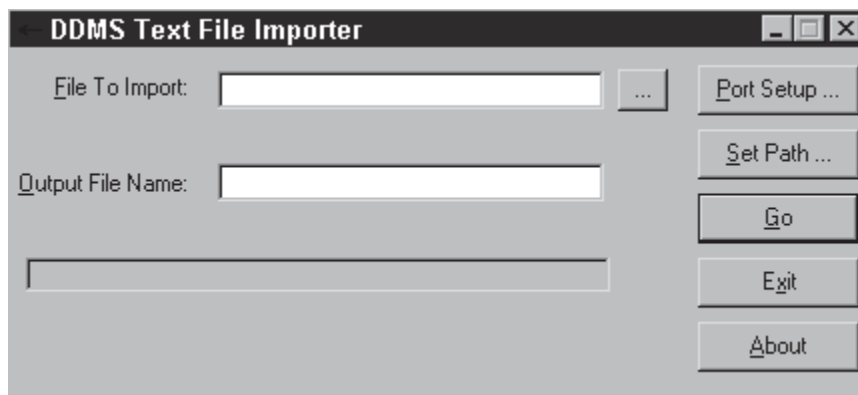 DDMS Text File Importer
File To Import:
...
Port Setup ...
Set Path ...
Output File Name:
Go
Exit
About